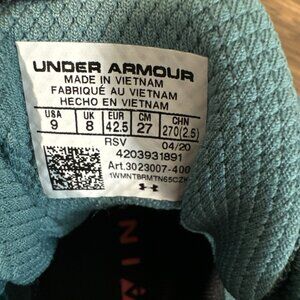 UNDER ARMOUR
MADE IN VIETNAM
FABRIQUÉ AU VIETNAM
HECHO EN VIETNAM
USA UK EUR CM CHN
9 8 42.5 27 270(2.5)
RSV 04/20
4203931891
Art.3023007-400